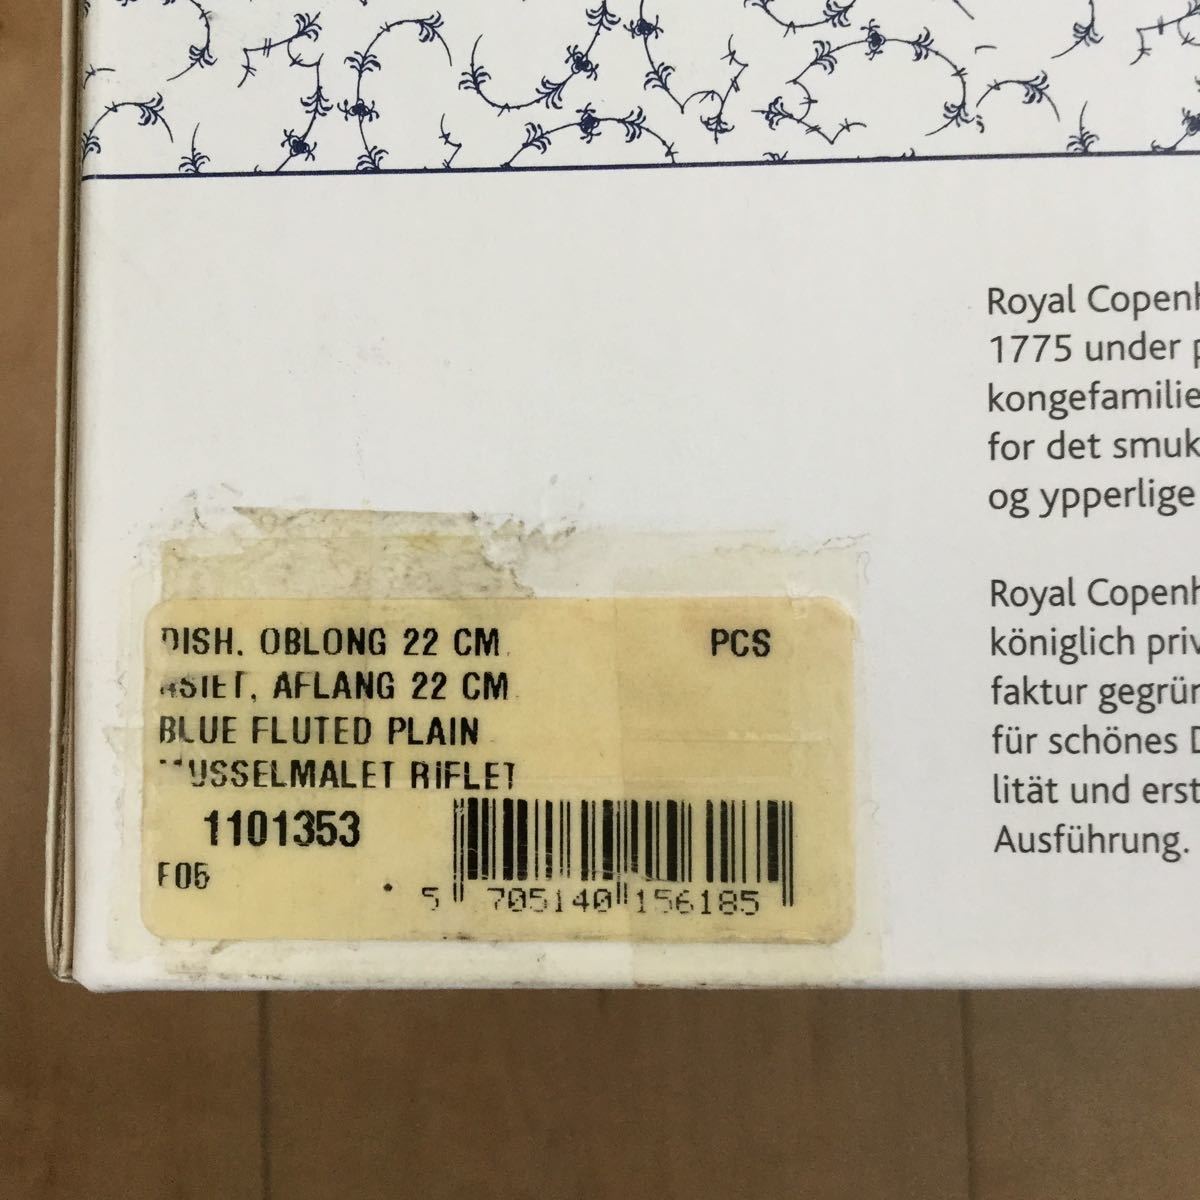 Royal Copenh
1775 under p
kongefamilie
for det smuk
og ypperlige
Royal Copenh
königlich priv
faktur gegrür
für schönes D
lität und erst
Ausführung.
DISH, OBLONG 22 CM
PCS
ASIET, AFLANG 22 CM
BLUE FLUTED PLAIN
MUSSELMALET RIFLET
1101353
F05
5 705140 156185